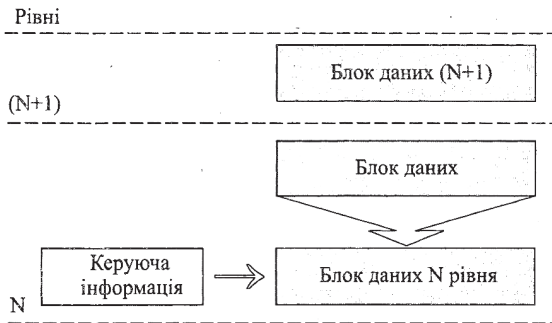 Рівні
Блок даних (N+1)
(N+1)
Блок даних
Керуюча
інформація
Блок даних N рівня
N